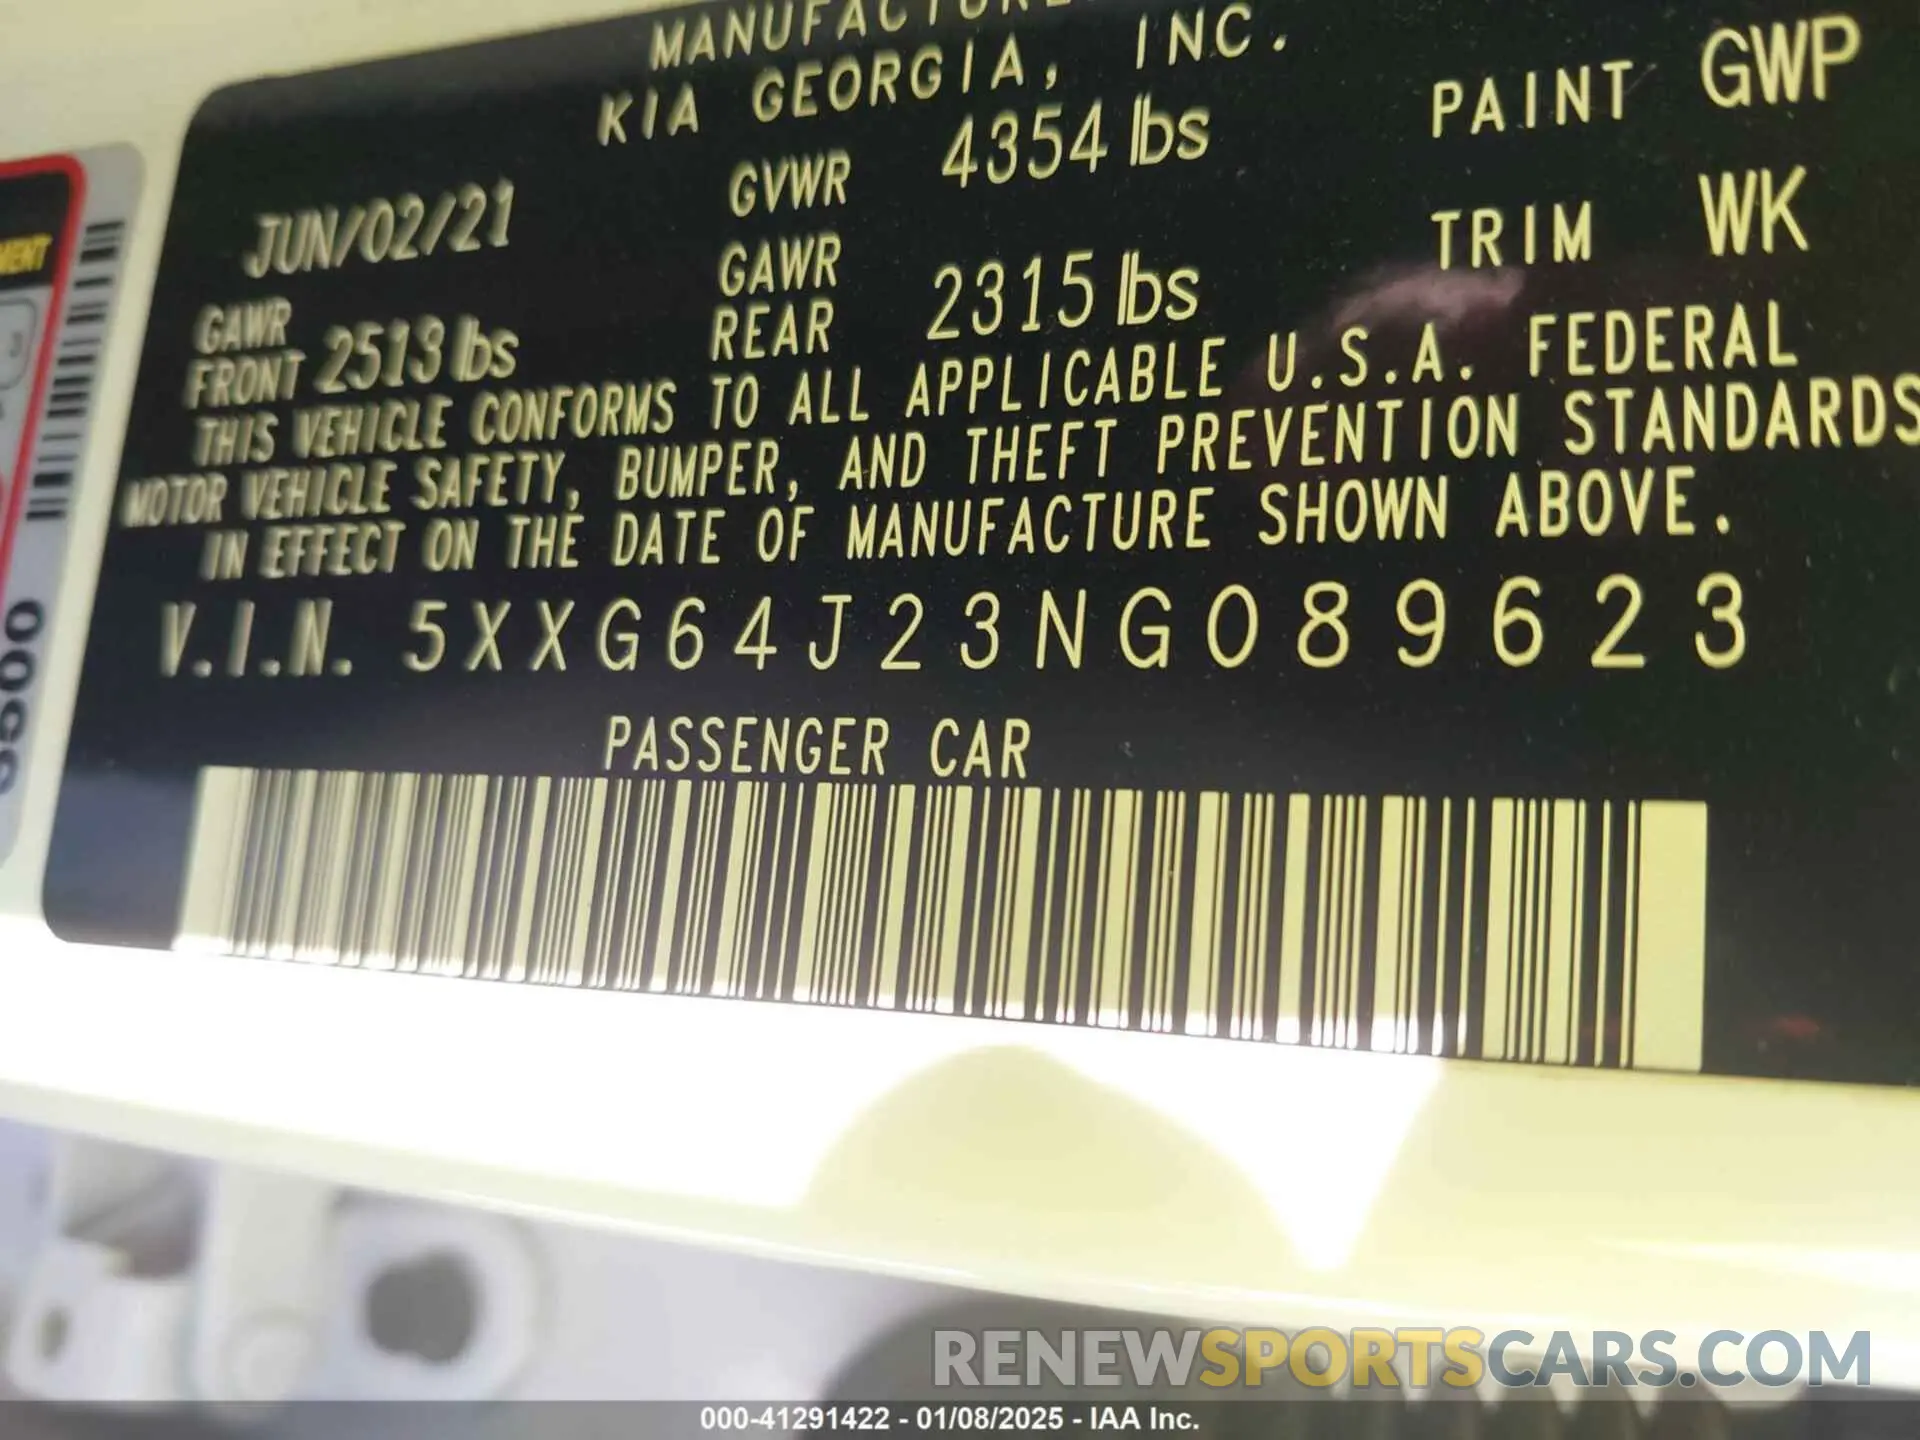 KIA GEORGIA, INC.
PAINT GWP
JUN/02/21
GVWR 4354 lbs
TRIM WK
GAWR FRONT 2513 lbs
GAWR REAR 2315 lbs
THIS VEHICLE CONFORMS TO ALL APPLICABLE U.S.A. FEDERAL
MOTOR VEHICLE SAFETY, BUMPER, AND THEFT PREVENTION STANDARDS
IN EFFECT ON THE DATE OF MANUFACTURE SHOWN ABOVE.
V.I.N. 5XXG64J23NG089623
PASSENGER CAR
RENEWSPORTSCARS.COM
000-41291422 - 01/08/2025 - IAA Inc.